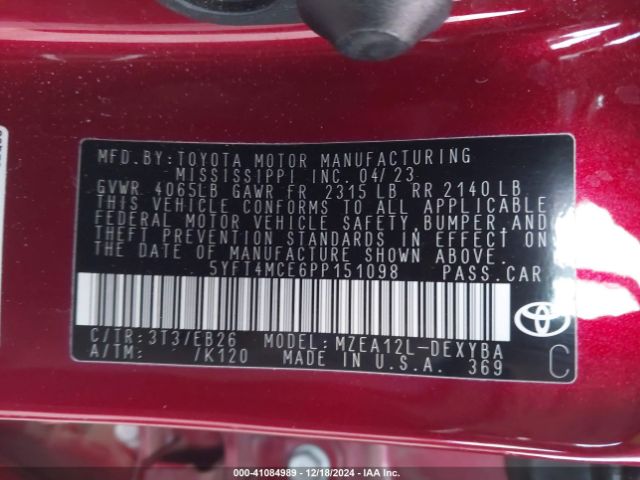 MFD.BY:TOYOTA MOTOR MANUFACTURING
MISSISSIPPI INC. 04/23
GVWR 4065LB GAWR FR 2315 LB RR 2140 LB
THIS VEHICLE CONFORMS TO ALL APPLICABLE
FEDERAL MOTOR VEHICLE SAFETY,BUMPER,AND
THEFT PREVENTION STANDARDS IN EFFECT ON
THE DATE OF MANUFACTURE SHOWN ABOVE.
5YFT4MCE6PP151098 PASS.CAR
C/TR:3T37/EB26 MODEL:MZEA12L-DEXYBA
A/TM: /K120 MADE IN U.S.A. 369
C
000-41084989 - 12/18/2024 - IAA Inc.